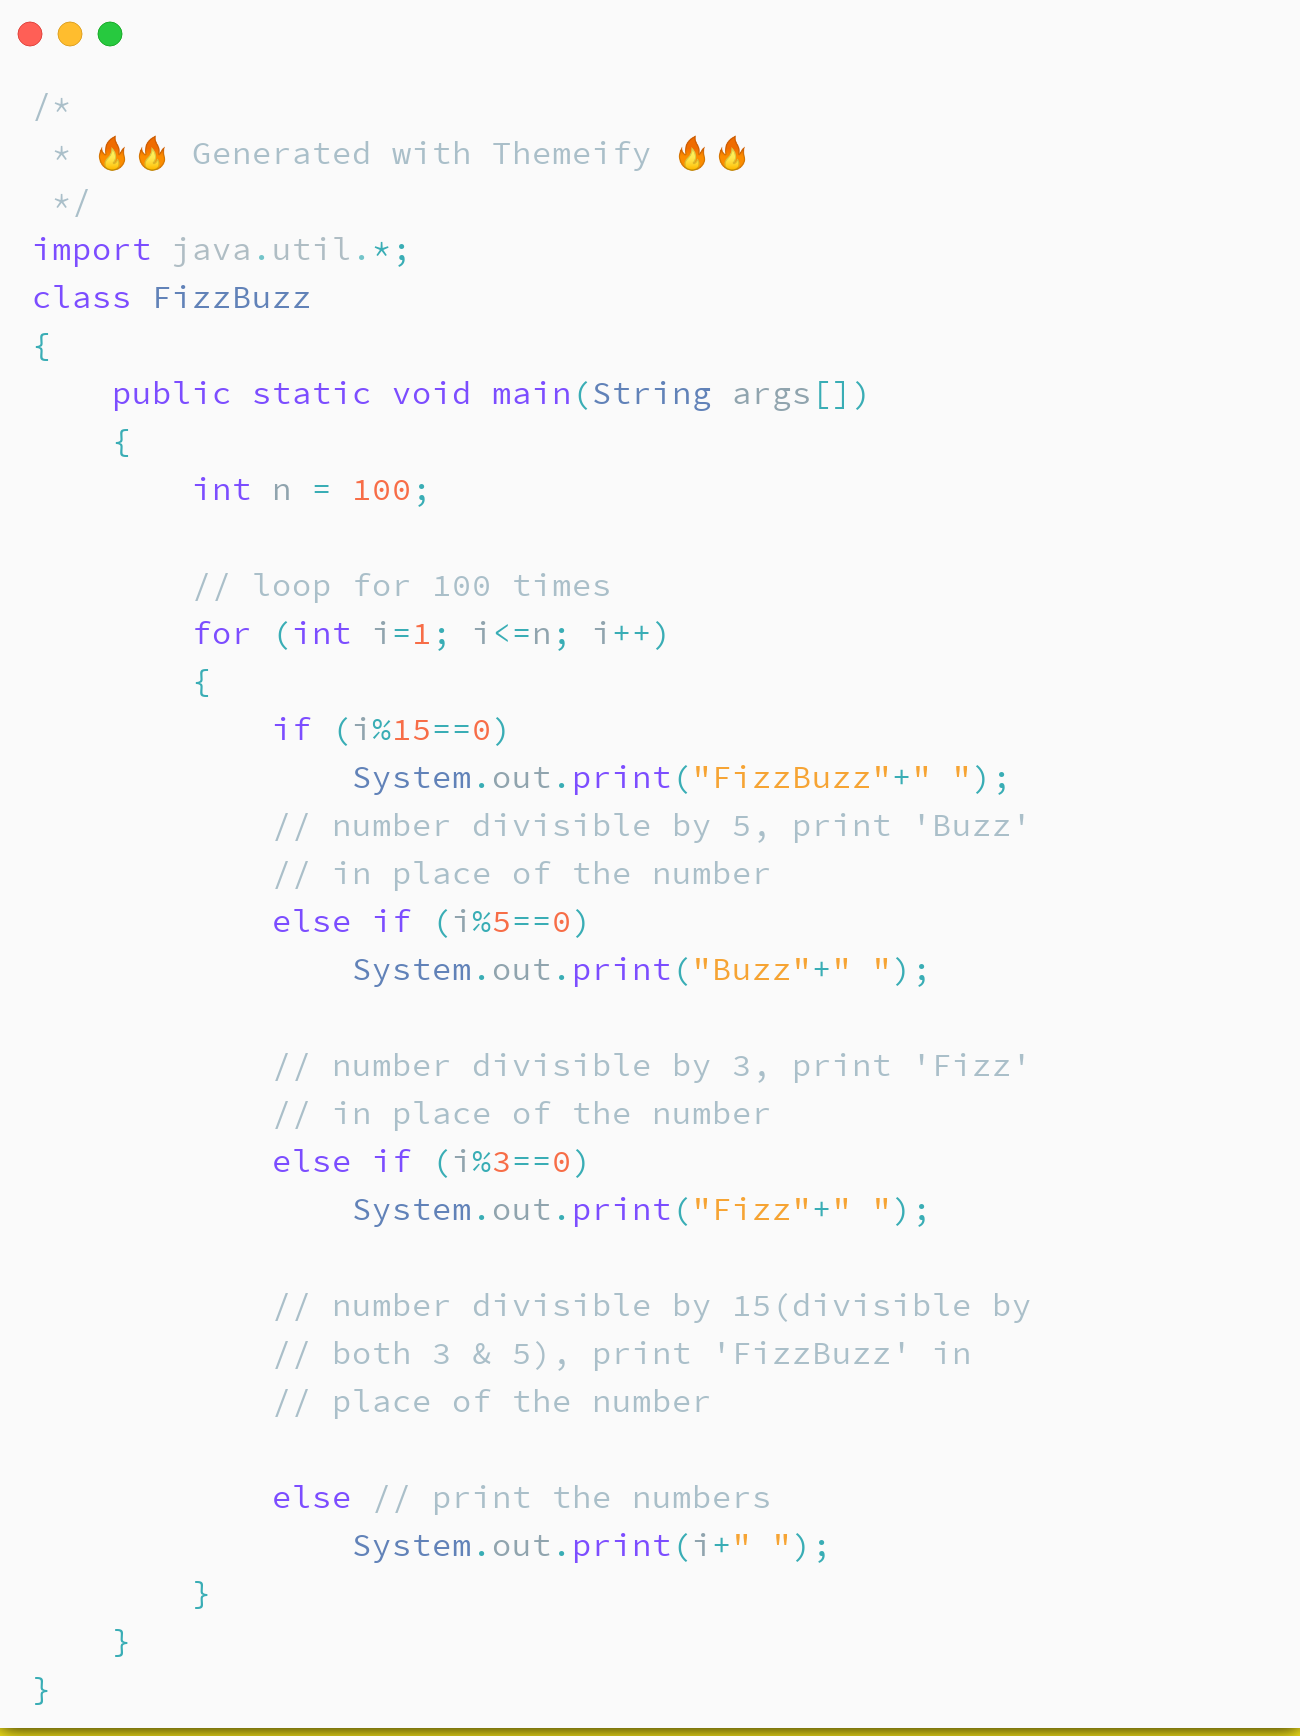 /*
 * 🔥🔥 Generated with Themeify 🔥🔥
 */
import java.util.*;
class FizzBuzz
{
    public static void main(String args[])
    {
        int n = 100;

        // loop for 100 times
        for (int i=1; i<=n; i++)
        {
            if (i%15==0)
                System.out.print("FizzBuzz"+" ");
            // number divisible by 5, print 'Buzz'
            // in place of the number
            else if (i%5==0)
                System.out.print("Buzz"+" ");

            // number divisible by 3, print 'Fizz'
            // in place of the number
            else if (i%3==0)
                System.out.print("Fizz"+" ");

            // number divisible by 15(divisible by
            // both 3 & 5), print 'FizzBuzz' in
            // place of the number

            else // print the numbers
                System.out.print(i+" ");
        }
    }
}